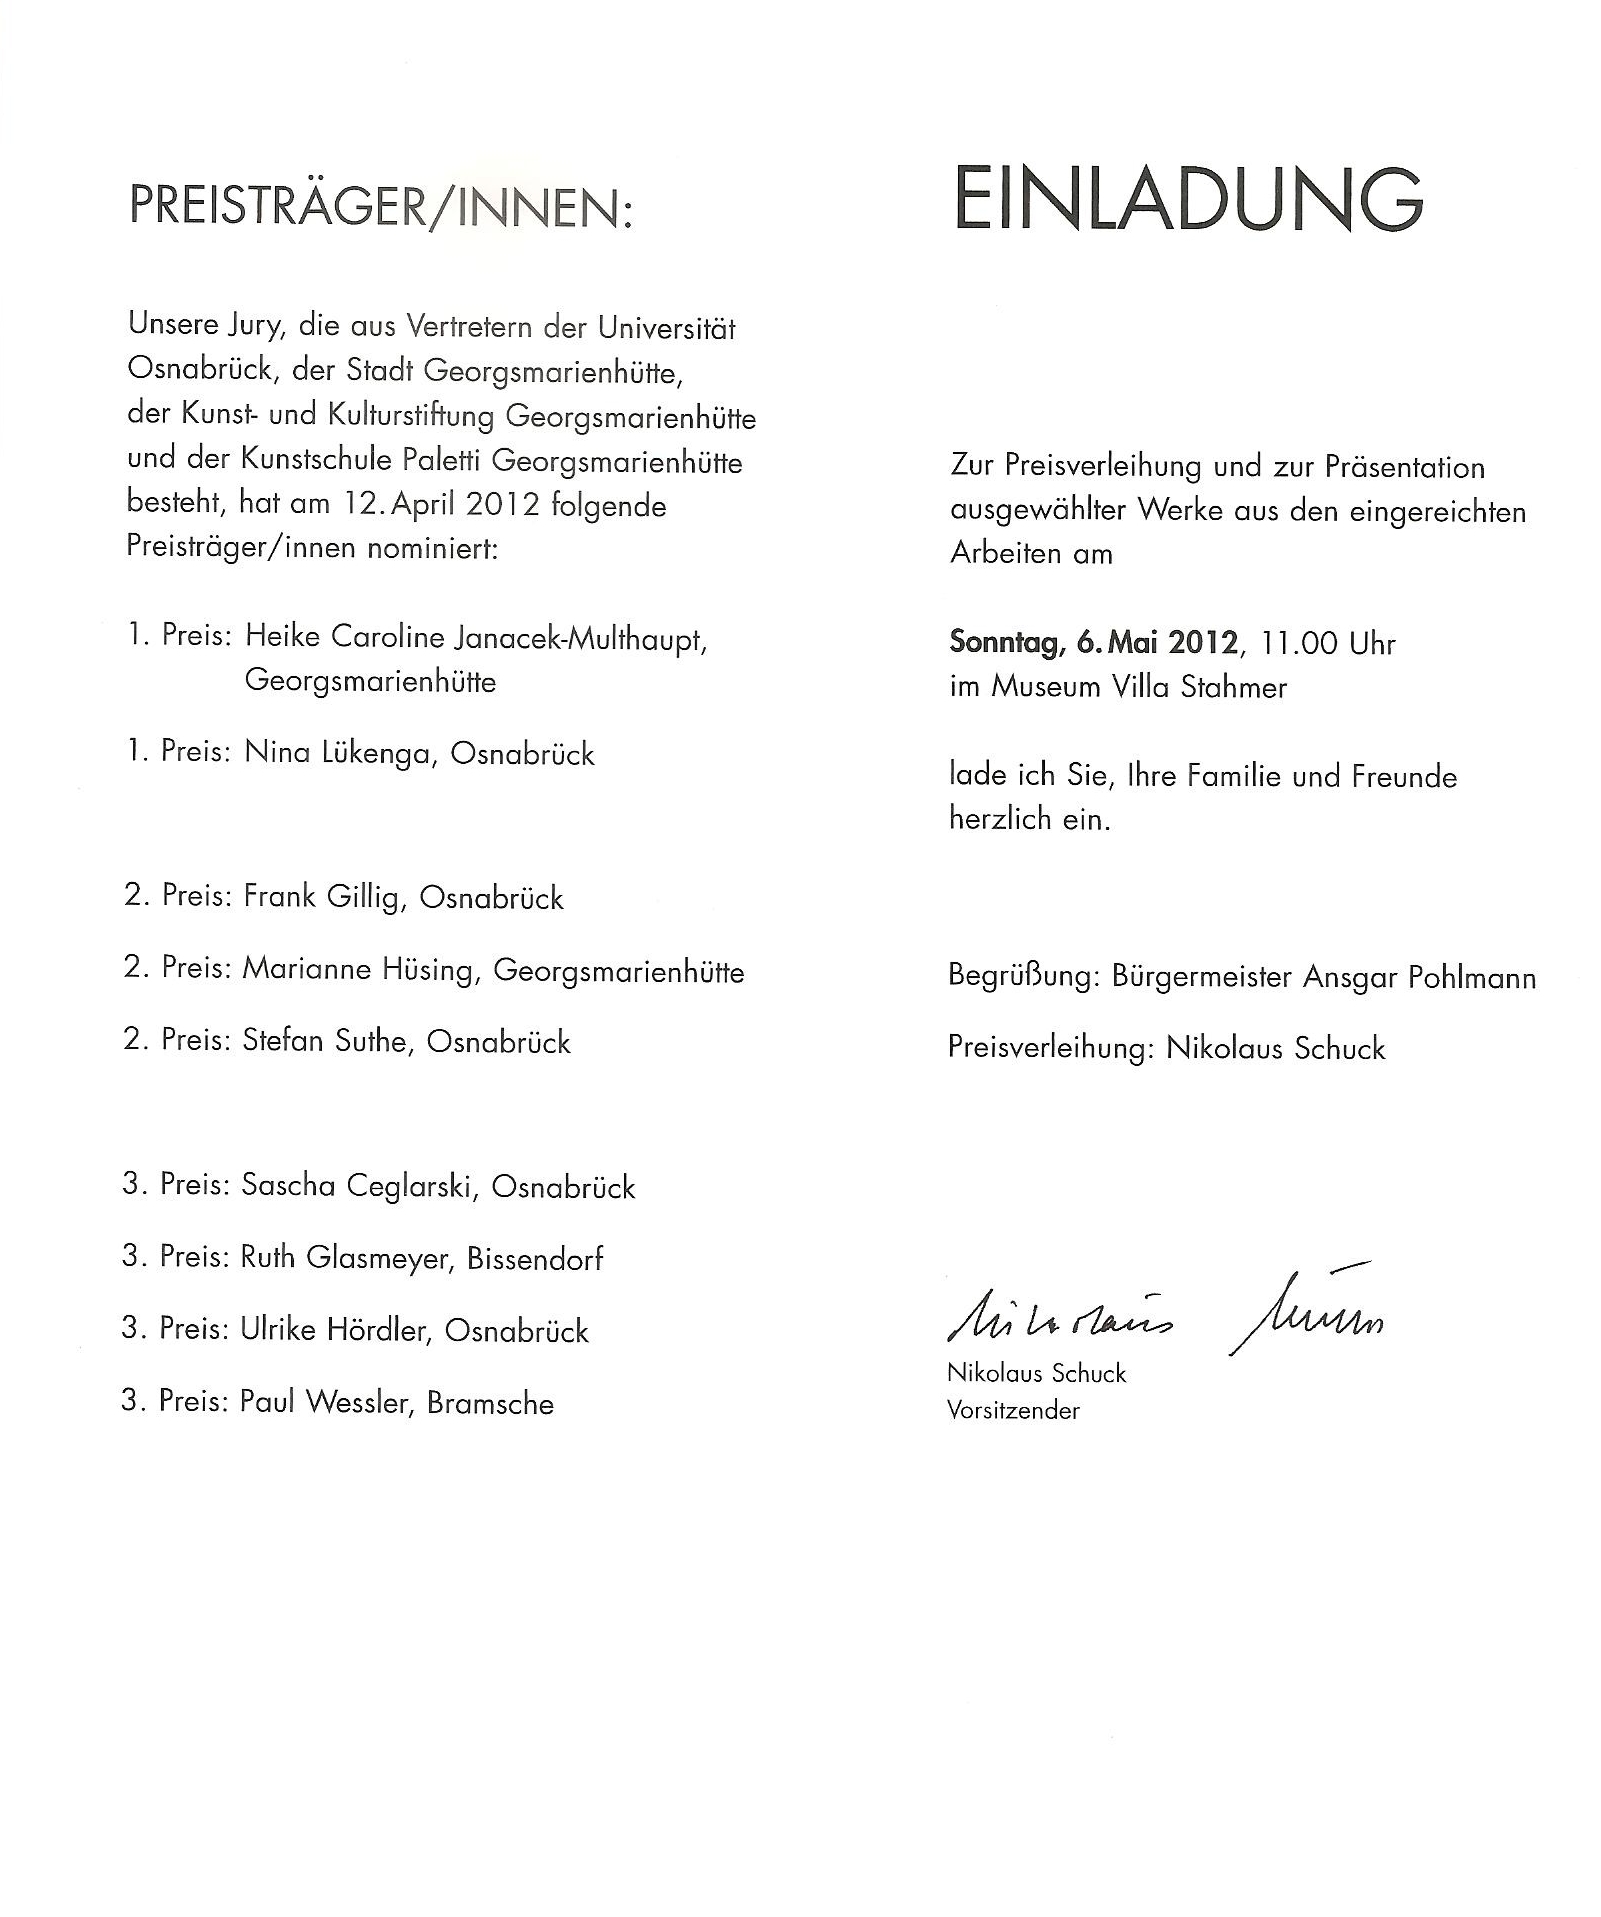 PREISTRÄGER/INNEN:
Unsere Jury, die aus Vertretern der Universität
Osnabrück, der Stadt Georgsmarienhütte,
der Kunst- und Kulturstiftung Georgsmarienhütte
und der Kunstschule Paletti Georgsmarienhütte
besteht, hat am 12. April 2012 folgende
Preisträger/innen nominiert:
1. Preis: Heike Caroline Janacek-Multhaupt,
Georgsmarienhütte
1. Preis: Nina Lükenga, Osnabrück
2. Preis: Frank Gillig, Osnabrück
2. Preis: Marianne Hüsing, Georgsmarienhütte
2. Preis: Stefan Suthe, Osnabrück
3. Preis: Sascha Ceglarski, Osnabrück
3. Preis: Ruth Glasmeyer, Bissendorf
3. Preis: Ulrike Hördler, Osnabrück
3. Preis: Paul Wessler, Bramsche
EINLADUNG
Zur Preisverleihung und zur Präsentation
ausgewählter Werke aus den eingereichten
Arbeiten am
Sonntag, 6. Mai 2012, 11.00 Uhr
im Museum Villa Stahmer
lade ich Sie, Ihre Familie und Freunde
herzlich ein.
Begrüßung: Bürgermeister Ansgar Pohlmann
Preisverleihung: Nikolaus Schuck
Nikolaus Schuck
Nikolaus Schuck
Vorsitzender